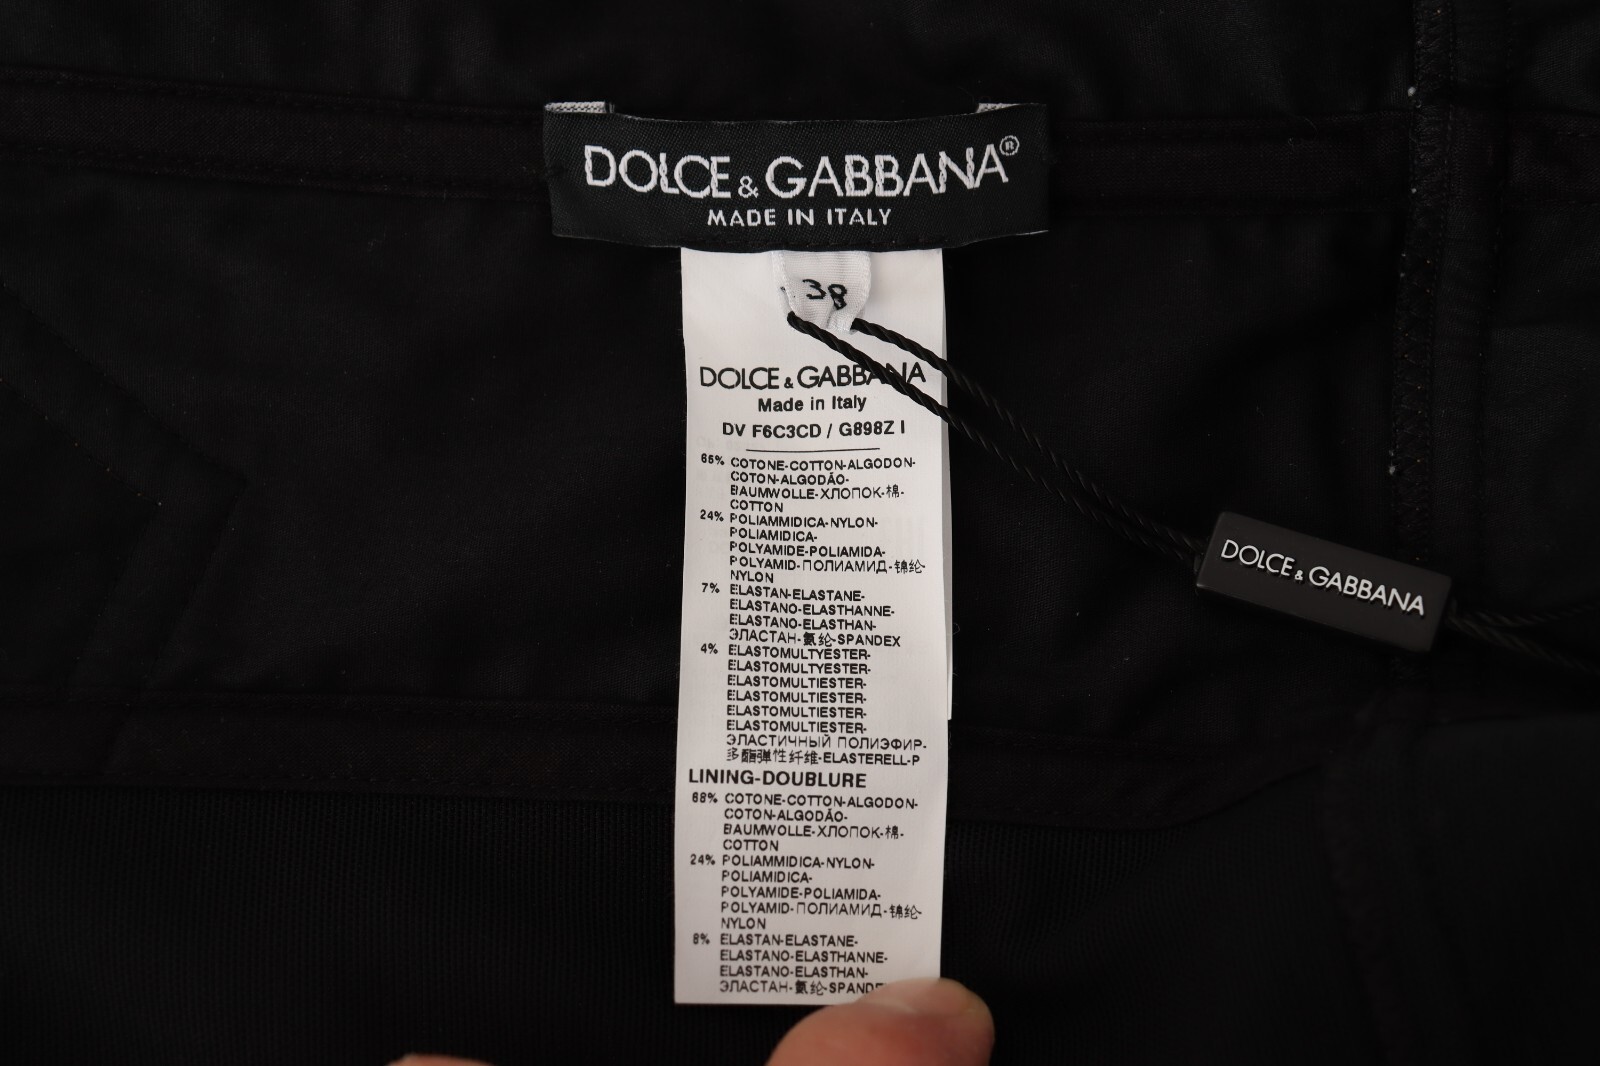 DOLCE & GABBANA®
MADE IN ITALY
38
DOLCE & GABBANA
Made in Italy
DV F6C3CD / G898Z I
65% COTONE-COTTON-ALGODON-
COTON-ALGODÃO-
BAUMWOLLE-ХЛОПОК-棉-
COTTON
24% POLIAMMIDICA-NYLON-
POLIAMIDICA-
POLYAMIDE-POLIAMIDA-
POLYAMID-ПОЛИАМИД-锦纶-
NYLON
7% ELASTAN-ELASTANE-
ELASTANO-ELASTHANNE-
ELASTANO-ELASTHAN-
ЭЛАСТАН-氨纶-SPANDEX
4% ELASTOMULTYESTER-
ELASTOMULTYESTER-
ELASTOMULTIESTER-
ELASTOMULTIESTER-
ELASTOMULTIESTER-
ELASTOMULTIESTER-
ЭЛАСТИЧНЫЙ ПОЛИЭФИР-
多酯弹性纤维-ELASTERELL-P
LINING-DOUBLURE
68% COTONE-COTTON-ALGODON-
COTON-ALGODÃO-
BAUMWOLLE-ХЛОПОК-棉-
COTTON
24% POLIAMMIDICA-NYLON-
POLIAMIDICA-
POLYAMIDE-POLIAMIDA-
POLYAMID-ПОЛИАМИД-锦纶-
NYLON
8% ELASTAN-ELASTANE-
ELASTANO-ELASTHANNE-
ELASTANO-ELASTHAN-
ЭЛАСТАН-氨纶-SPANDE
DOLCE & GABBANA